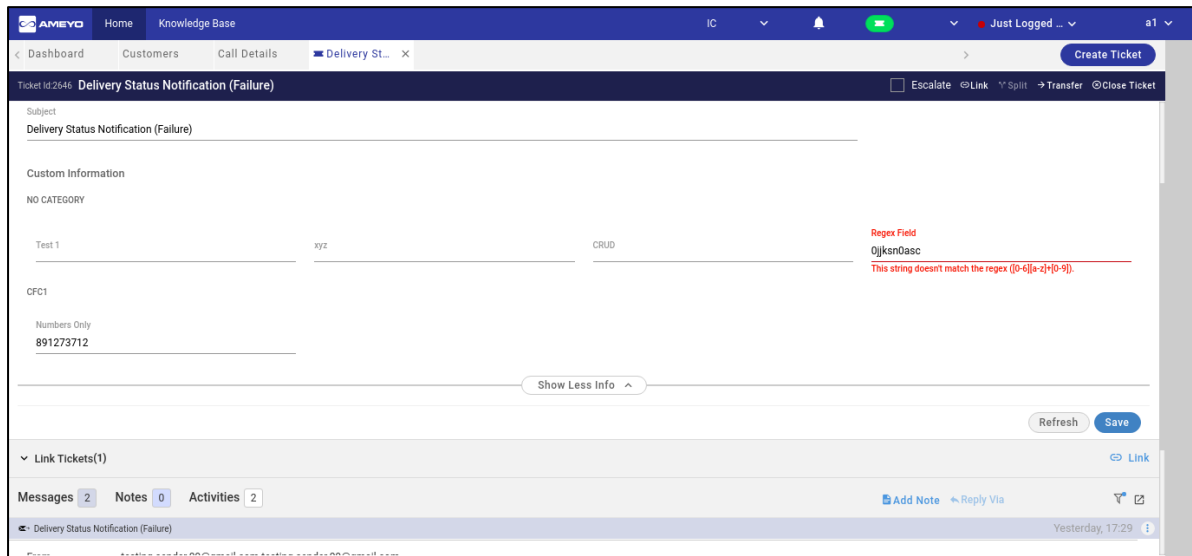 AMEYO Home Knowledge Base IC Just Logged ... a1
Dashboard Customers Call Details Delivery St... × Create Ticket
Ticket Id:2646 Delivery Status Notification (Failure) Escalate Link Split Transfer Close Ticket
Subject
Delivery Status Notification (Failure)
Custom Information
NO CATEGORY
Regex Field
Test 1 xyz CRUD
0jjksn0asc
This string doesn't match the regex ([0-6][a-z]+[0-9]).
CFC1
Numbers Only
891273712
Show Less Info
Refresh Save
Link Tickets(1) Link
Messages 2 Notes 0 Activities 2 Add Note Reply Via
Delivery Status Notification (Failure) Yesterday, 17:29